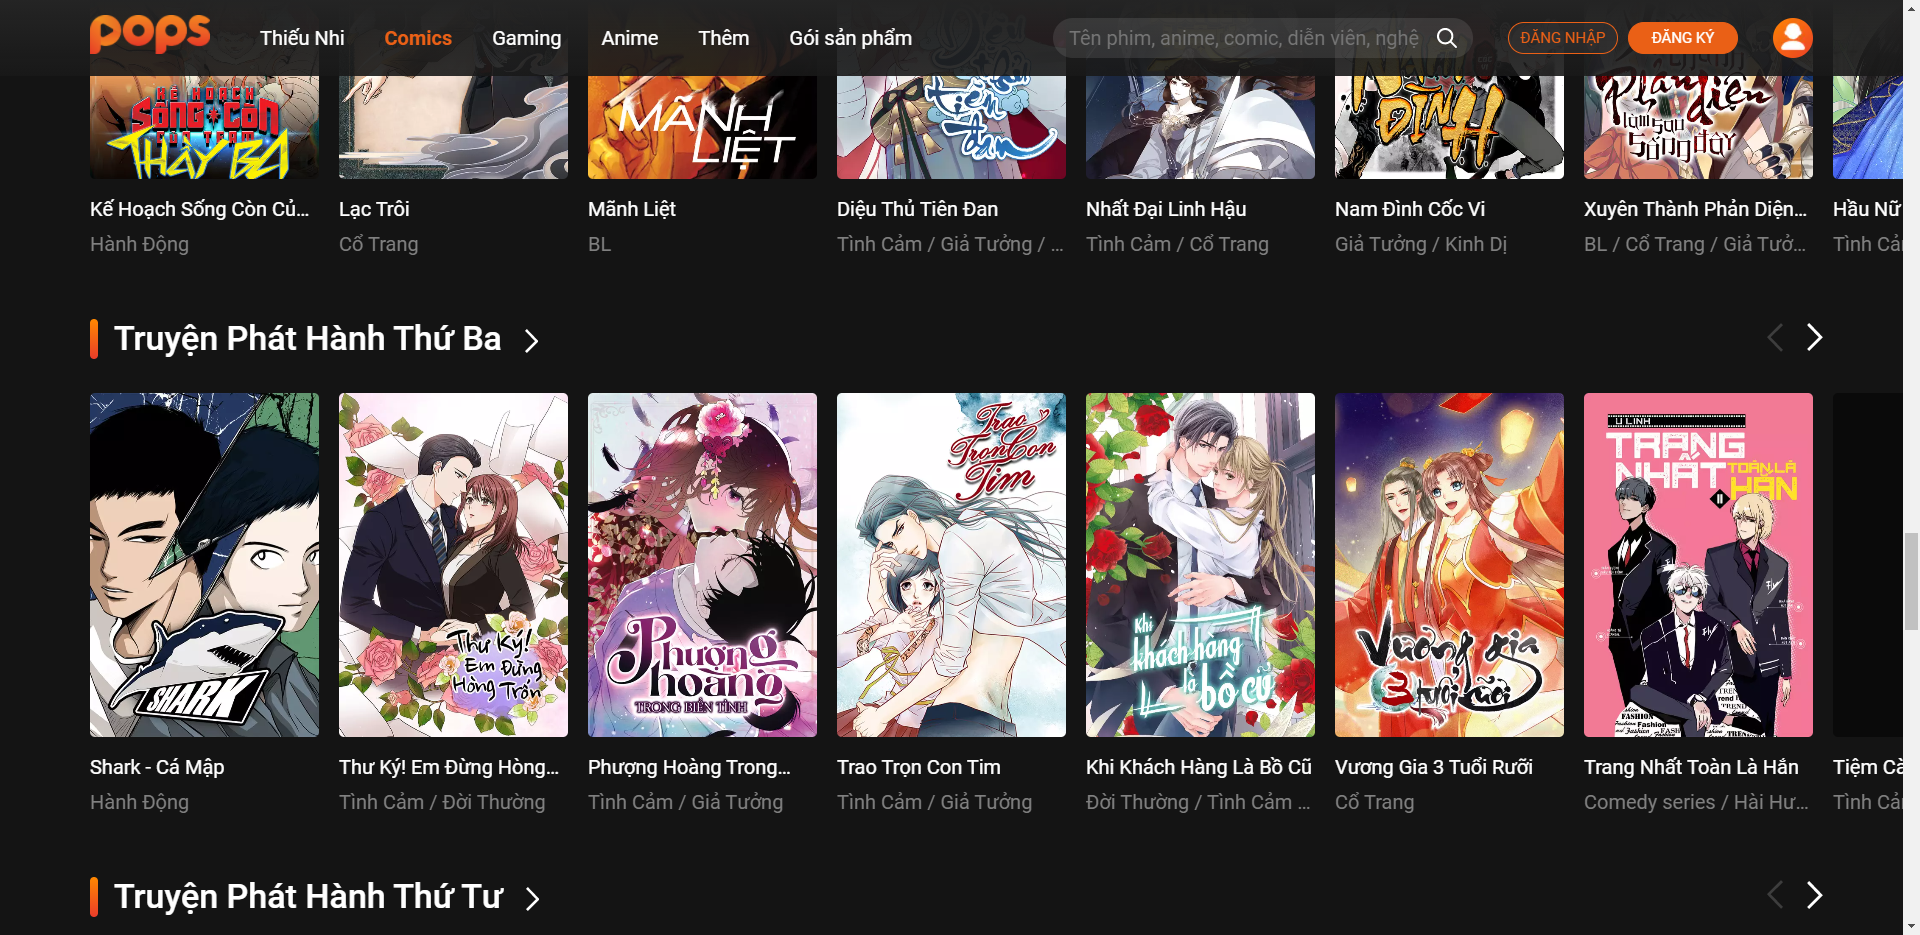 POPS
Thiếu Nhi
Comics
Gaming
Anime
Thêm
Gói sản phẩm
Tên phim, anime, comic, diễn viên, nghệ
ĐĂNG NHẬP
ĐĂNG KÝ
KẾ HOẠCH
SỐNG CÒN
CỦA TEAM
THẦY BA
MÃNH
LIỆT
Tiên
Đan
NAM
ĐÌNH
Phản diện
làm sao
sống đây
Kế Hoạch Sống Còn Củ...
Lạc Trôi
Mãnh Liệt
Diệu Thủ Tiên Đan
Nhất Đại Linh Hậu
Nam Đình Cốc Vi
Xuyên Thành Phản Diện...
Hầu Nữ
Hành Động
Cổ Trang
BL
Tình Cảm / Giả Tưởng / ...
Tình Cảm / Cổ Trang
Giả Tưởng / Kinh Dị
BL / Cổ Trang / Giả Tưở...
Tình Cả
Truyện Phát Hành Thứ Ba
SHARK
Thư Ký!
Em Đừng
Hòng Trốn
Phượng
hoàng
TRONG BIỂN TÌNH
Trao
Trọn Con
Tim
Khi
khách hàng
là bồ cũ
Vương gia
3 tuổi rưỡi
Ú LINH
TRANG
NHẤT
TOÀN LÀ
HẮN
FASHION
Shark - Cá Mập
Thư Ký! Em Đừng Hòng...
Phượng Hoàng Trong...
Trao Trọn Con Tim
Khi Khách Hàng Là Bồ Cũ
Vương Gia 3 Tuổi Rưỡi
Trang Nhất Toàn Là Hắn
Tiệm Cà
Hành Động
Tình Cảm / Đời Thường
Tình Cảm / Giả Tưởng
Tình Cảm / Giả Tưởng
Đời Thường / Tình Cảm ...
Cổ Trang
Comedy series / Hài Hư...
Tình Cả
Truyện Phát Hành Thứ Tư